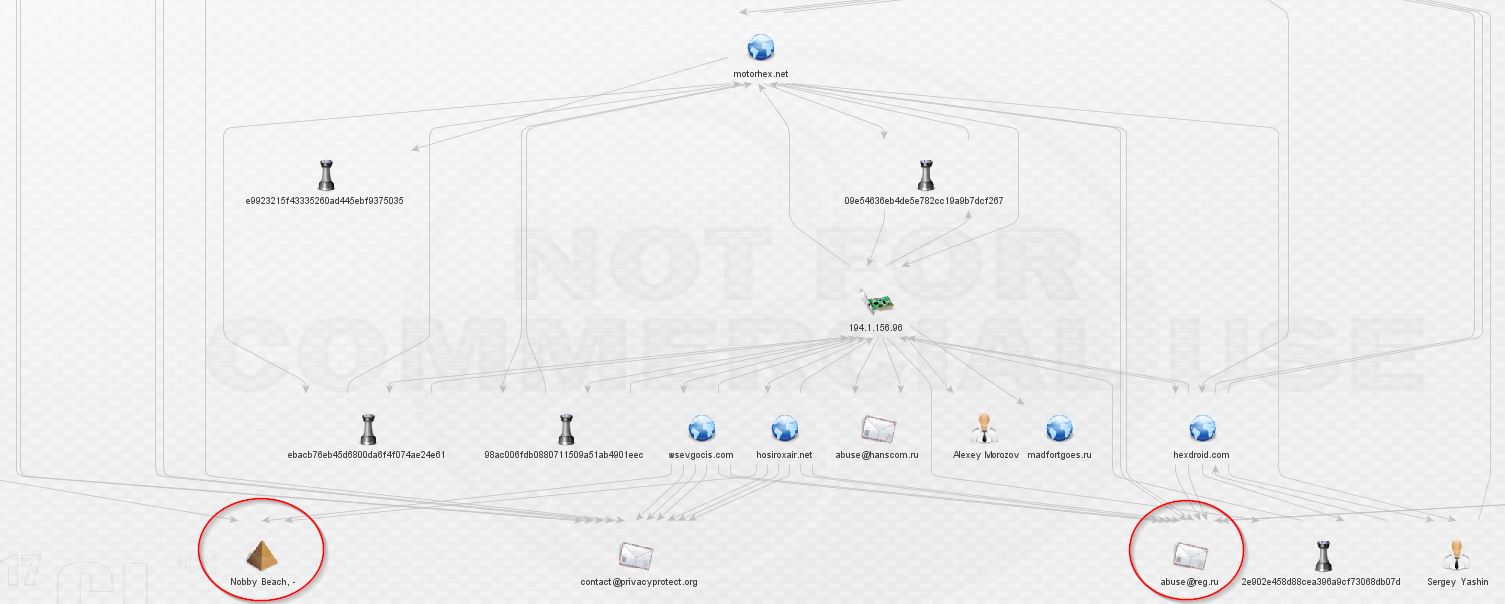 motorhex.net
e9923215f43335260ad445ebf9375035
09e54636eb4de5e782cc19a9b7dcf267
NOT FOR
COMMERCIAL USE
194.1.156.96
ebacb76eb45d6800da6f4f074ae24e61
98ac006fdb0880711509a51ab4901eec
wsevgocis.com
hosiroxair.net
abuse@hanscom.ru
Alexey Morozov
madfortgoes.ru
hexdroid.com
17
Nobby Beach, -
contact@privacyprotect.org
abuse@reg.ru
2e902e458d88cea396a9cf73068db07d
Sergey Yashin